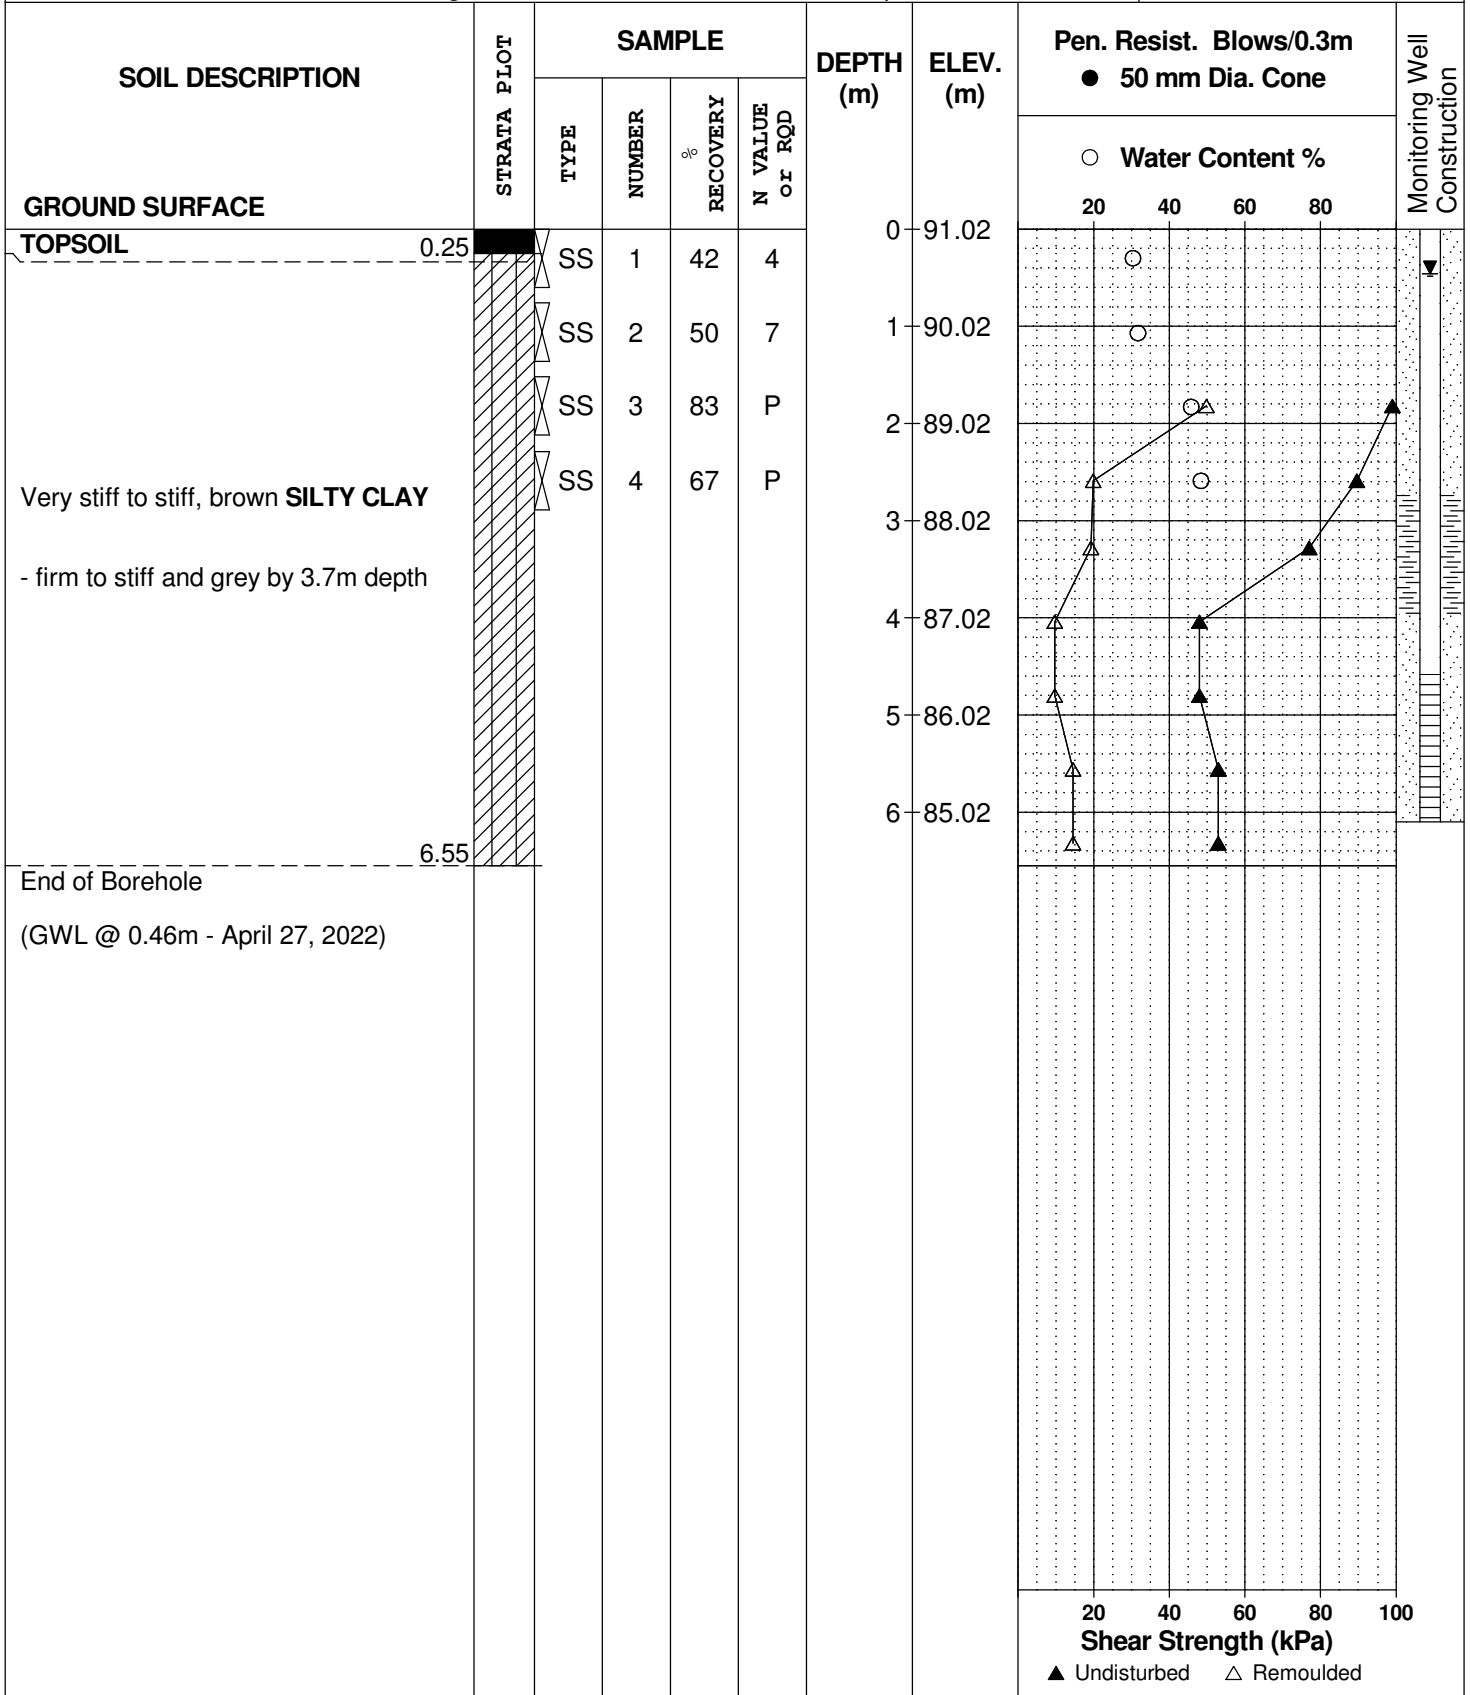 SOIL DESCRIPTION
GROUND SURFACE
STRATA PLOT
SAMPLE
TYPE
NUMBER
% RECOVERY
N VALUE or RQD
DEPTH (m)
ELEV. (m)
Pen. Resist. Blows/0.3m
● 50 mm Dia. Cone
○ Water Content %
20 40 60 80
Monitoring Well Construction
TOPSOIL 0.25
SS 1 42 4
0 91.02
SS 2 50 7
1 90.02
SS 3 83 P
2 89.02
SS 4 67 P
Very stiff to stiff, brown SILTY CLAY
3 88.02
- firm to stiff and grey by 3.7m depth
4 87.02
5 86.02
6 85.02
6.55
End of Borehole
(GWL @ 0.46m - April 27, 2022)
20 40 60 80 100
Shear Strength (kPa)
▲ Undisturbed △ Remoulded